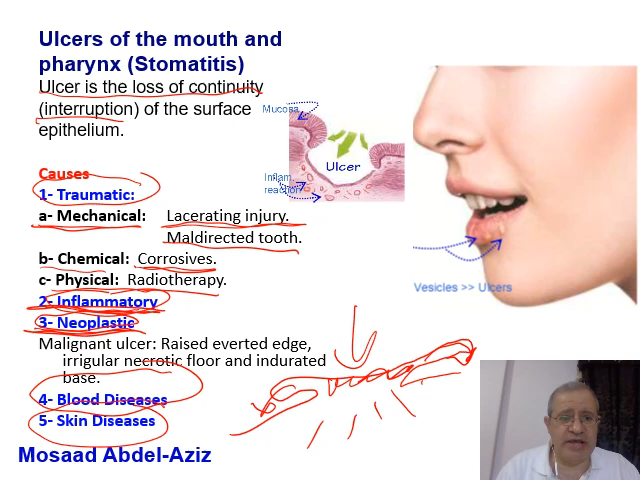 Ulcers of the mouth and
pharynx (Stomatitis)
Ulcer is the loss of continuity
(interruption) of the surface
epithelium.
Mucosa
Ulcer
Inflam.
reaction
Vesicles >> Ulcers
Causes
1- Traumatic:
a- Mechanical: Lacerating injury.
Maldirected tooth.
b- Chemical: Corrosives.
c- Physical: Radiotherapy.
2- Inflammatory
3- Neoplastic
Malignant ulcer: Raised everted edge,
irrigular necrotic floor and indurated
base.
4- Blood Diseases
5- Skin Diseases
Mosaad Abdel-Aziz